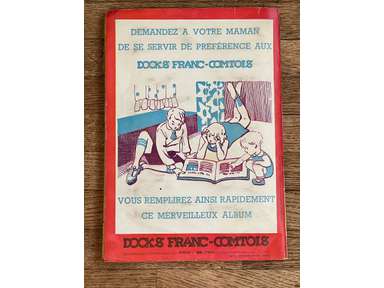 DEMANDEZ A VOTRE MAMAN
DE SE SERVIR DE PREFÉRENCE AUX
DOCKS FRANC-COMTOIS
VOUS REMPLIREZ AINSI RAPIDEMENT
CE MERVEILLEUX ALBUM
DOCKS FRANC-COMTOIS